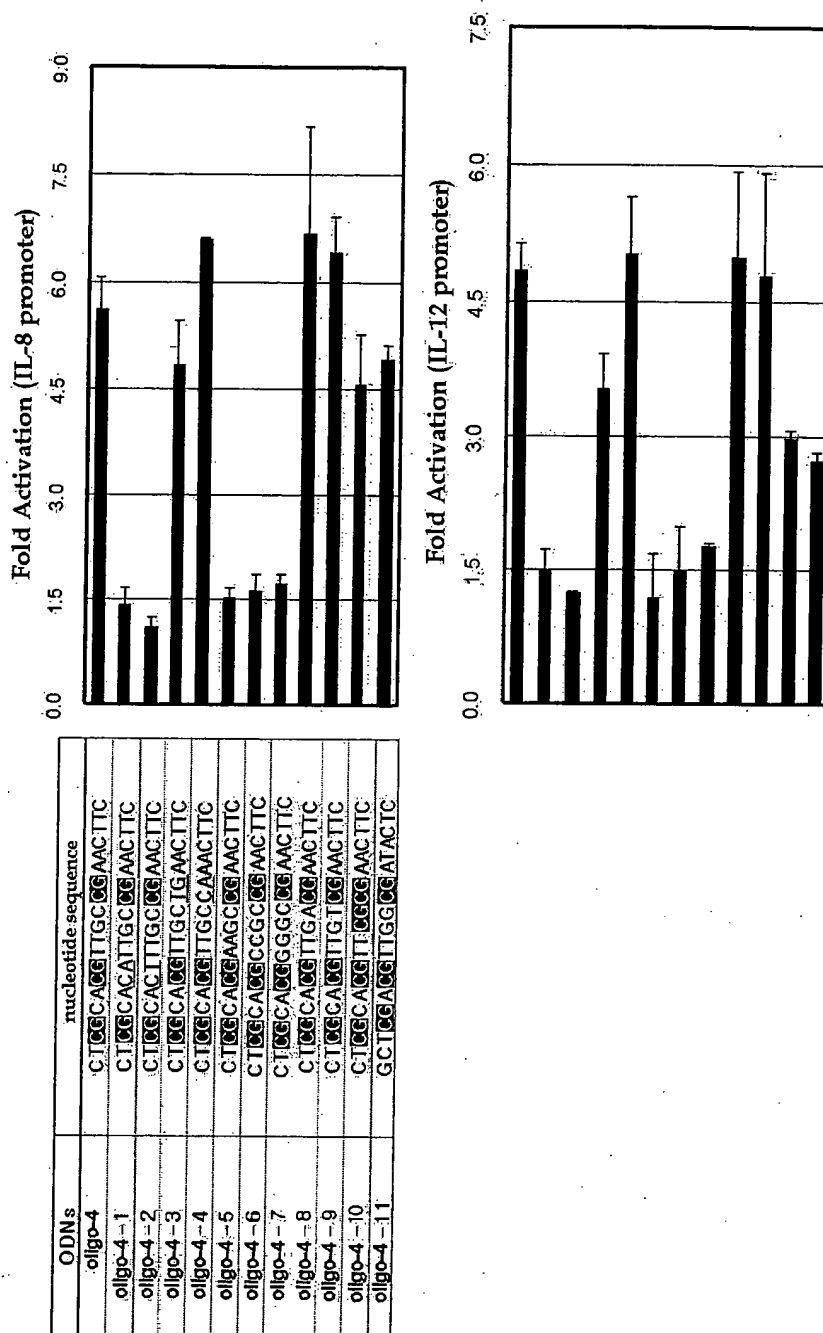 ODNs nucleotide sequence
oligo-4 CTCGCACGTTGCCGAACTTC
oligo-4-1 CTCGCACATTGCCGAACTTC
oligo-4-2 CTCGCACTTTGCCGAACTTC
oligo-4-3 CTCGCACGTTGCTGAACTTC
oligo-4-4 CTCGCACGTTGCCAAACTTC
oligo-4-5 CTCGCACGAAGCCGAACTTC
oligo-4-6 CTCGCACGCCGCCGAACTTC
oligo-4-7 CTCGCACGGGGCCGAACTTC
oligo-4-8 CTCGCACGTTGACGAACTTC
oligo-4-9 CTCGCACGTTGTCGAACTTC
oligo-4-10 CTCGCACGTTCGCGAACTTC
oligo-4-11 GCTCGACGTTGGCGATACTC
Fold Activation (IL-8 promoter)
0.0 1.5 3.0 4.5 6.0 7.5 9.0
Fold Activation (IL-12 promoter)
0.0 1.5 3.0 4.5 6.0 7.5